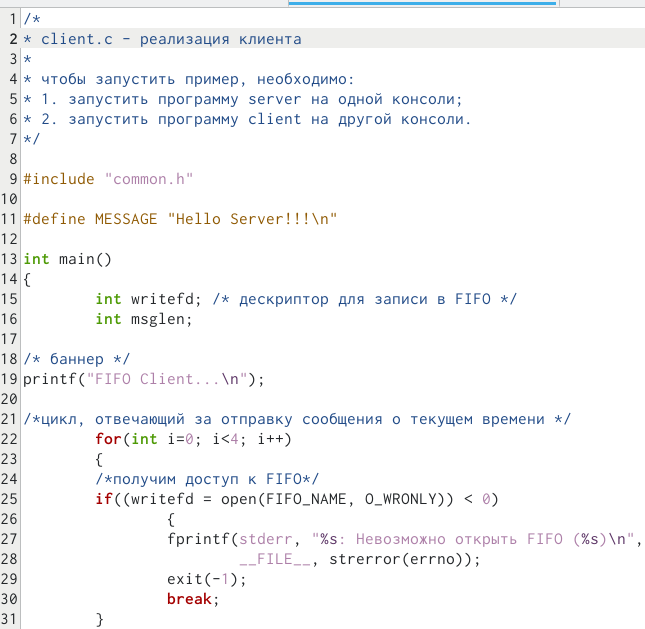 1 /*
2 * client.c - реализация клиента
3 *
4 * чтобы запустить пример, необходимо:
5 * 1. запустить программу server на одной консоли;
6 * 2. запустить программу client на другой консоли.
7 */
8
9 #include "common.h"
10
11 #define MESSAGE "Hello Server!!!\n"
12
13 int main()
14 {
15 int writefd; /* дескриптор для записи в FIFO */
16 int msglen;
17
18 /* баннер */
19 printf("FIFO Client...\n");
20
21 /*цикл, отвечающий за отправку сообщения о текущем времени */
22 for(int i=0; i<4; i++)
23 {
24 /*получим доступ к FIFO*/
25 if((writefd = open(FIFO_NAME, O_WRONLY)) < 0)
26 {
27 fprintf(stderr, "%s: Невозможно открыть FIFO (%s)\n",
28 __FILE__, strerror(errno));
29 exit(-1);
30 break;
31 }